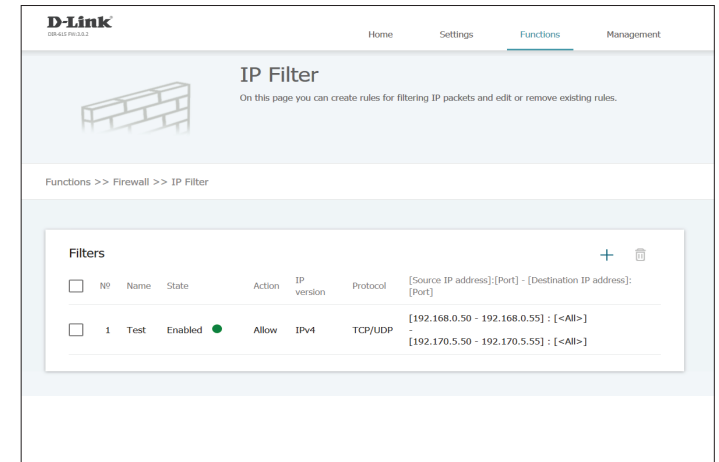 D-Link
DIR-615 FW:3.0.2
Home Settings Functions Management
IP Filter
On this page you can create rules for filtering IP packets and edit or remove existing rules.
Functions >> Firewall >> IP Filter
Filters
№ Name State Action IP version Protocol [Source IP address]:[Port] - [Destination IP address]:
[Port]
1 Test Enabled Allow IPv4 TCP/UDP [192.168.0.50 - 192.168.0.55] : [<All>]
-
[192.170.5.50 - 192.170.5.55] : [<All>]